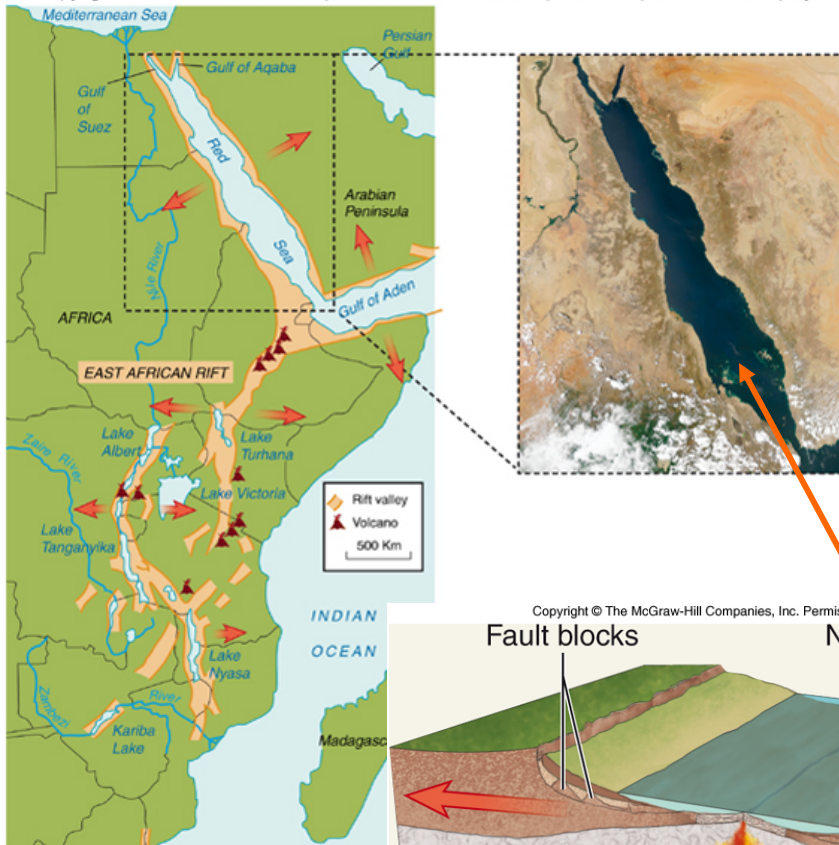 Mediterranean Sea
Persian
Gulf
Gulf of Aqaba
Gulf
of
Suez
Red
Sea
Arabian
Peninsula
Nile River
Gulf of Aden
AFRICA
EAST AFRICAN RIFT
Lake
Albert
Lake
Turhana
Zaire River
Lake Victoria
Rift valley
Volcano
500 Km
Lake
Tanganyika
INDIAN
OCEAN
Lake
Nyasa
Zambezi
River
Kariba
Lake
Madagasc
Copyright © The McGraw-Hill Companies, Inc. Permis
Fault blocks
N